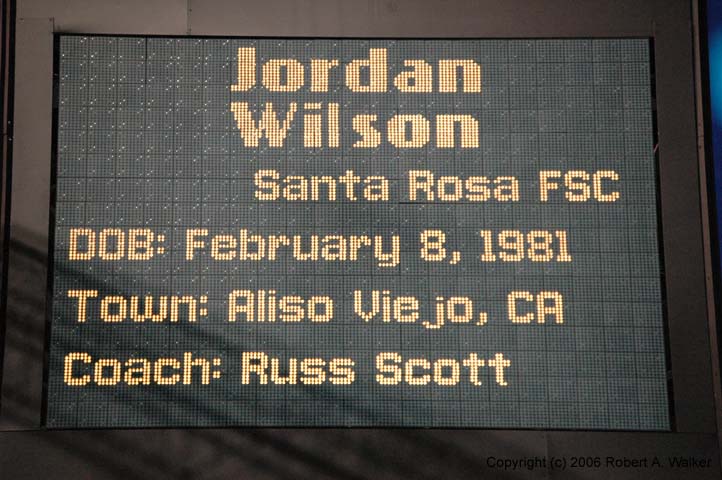 Jordan
Wilson
Santa Rosa FSC
DOB: February 8, 1981
Town: Aliso Viejo, CA
Coach: Russ Scott
Copyright (c) 2006 Robert A. Walker